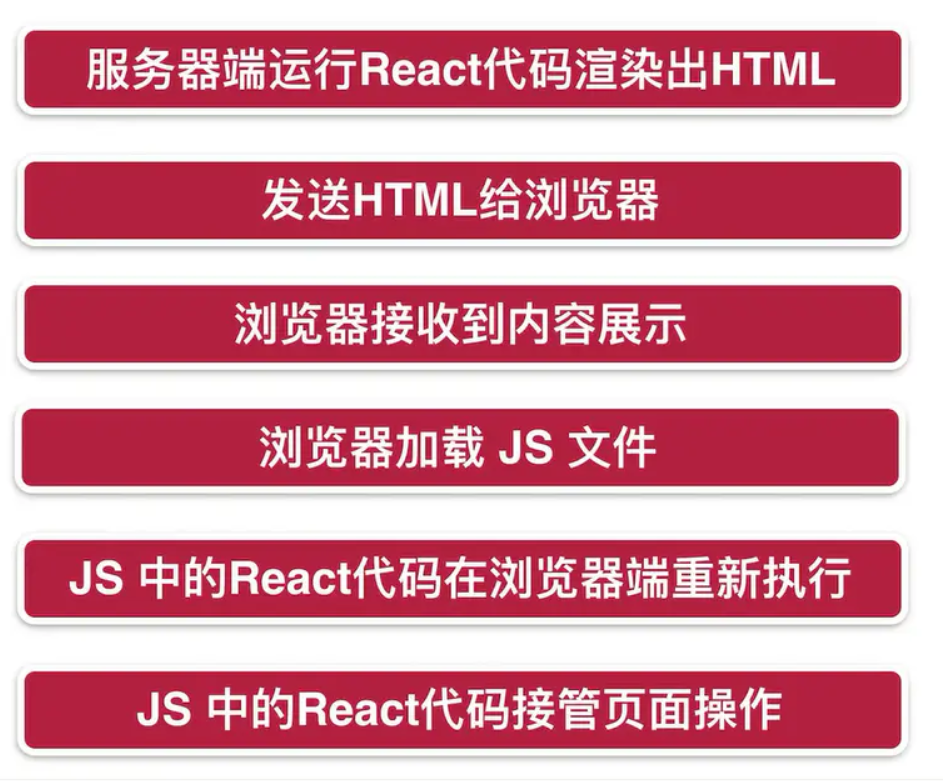 服务器端运行React代码渲染出HTML
发送HTML给浏览器
浏览器接收到内容展示
浏览器加载 JS 文件
JS 中的React代码在浏览器端重新执行
JS 中的React代码接管页面操作